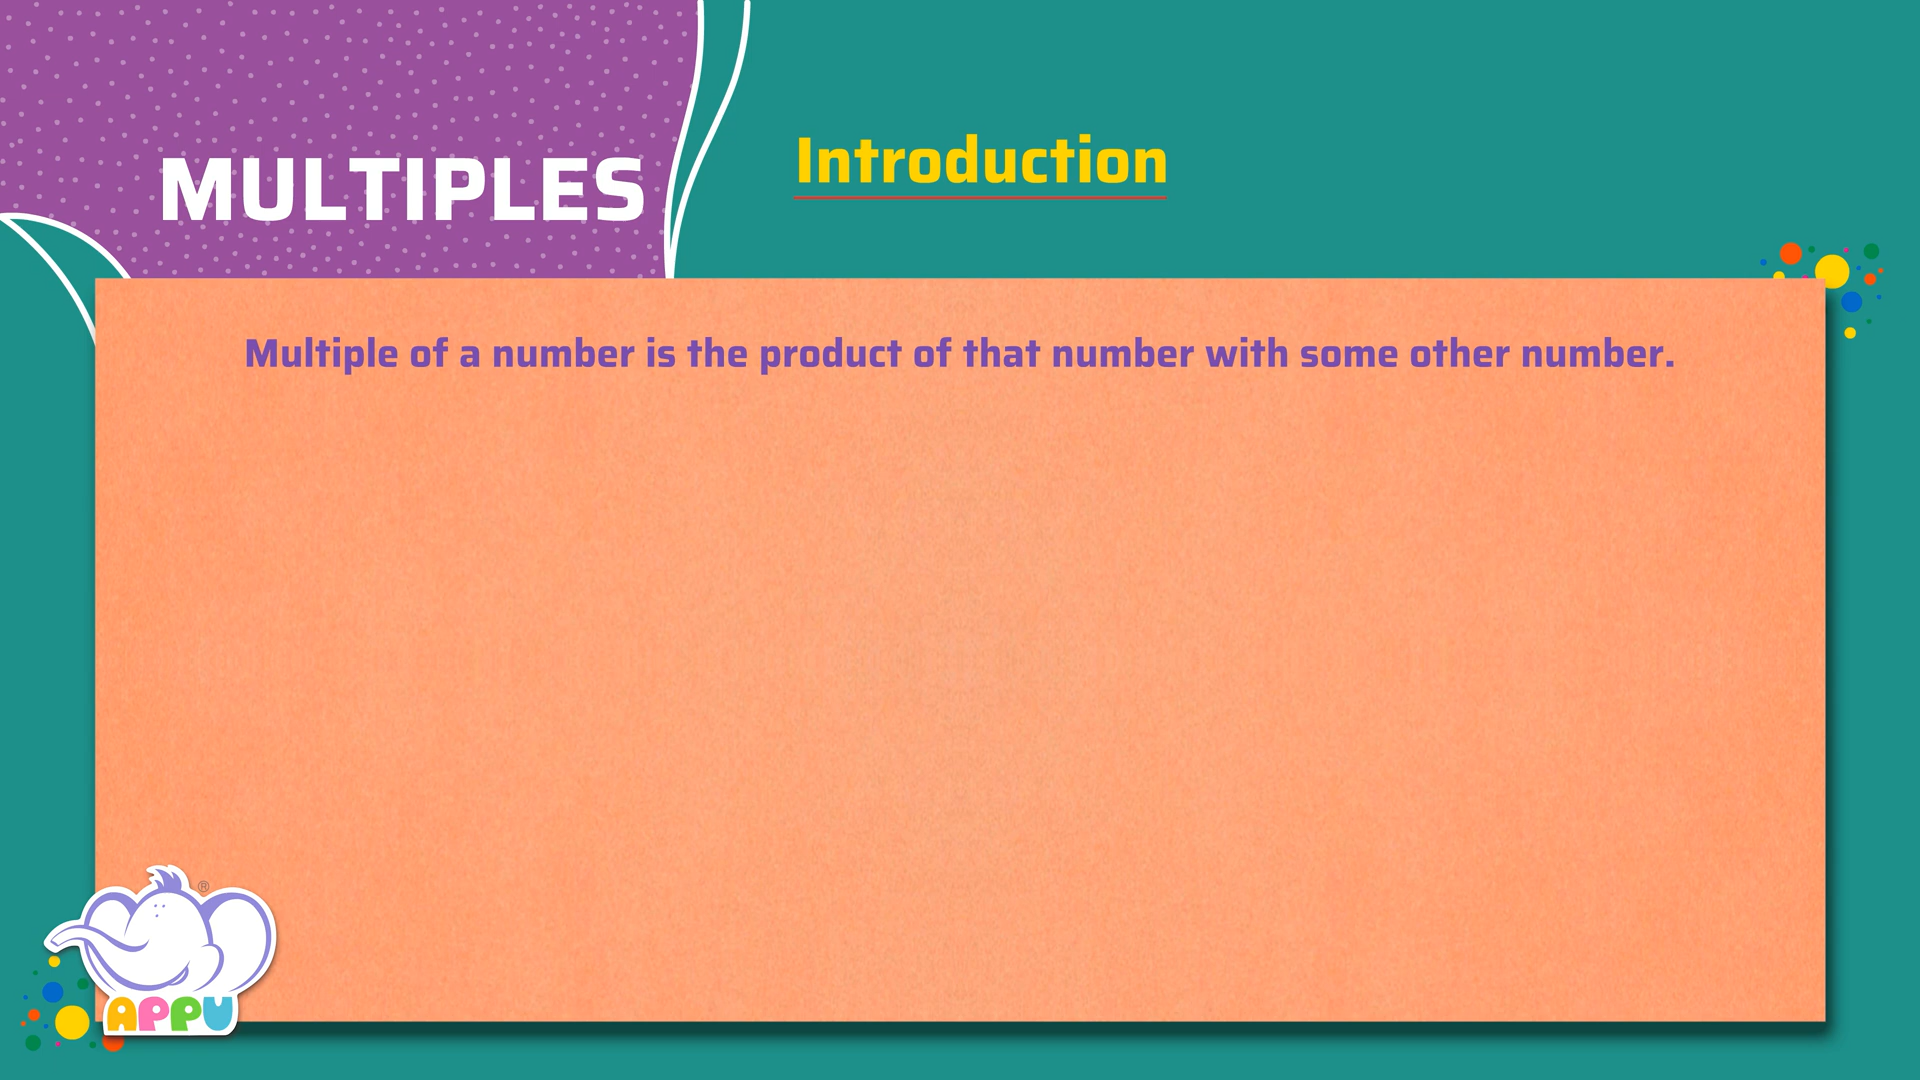 MULTIPLES
Introduction
Multiple of a number is the product of that number with some other number.
®
APPU